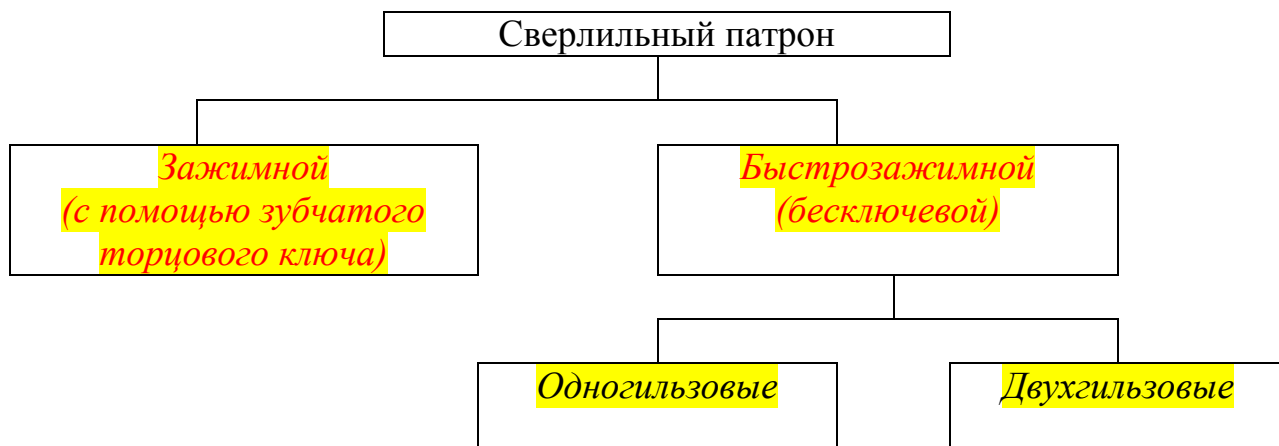 Сверлильный патрон
Зажимной
(с помощью зубчатого
торцового ключа)
Быстрозажимной
(бесключевой)
Одногильзовые
Двухгильзовые